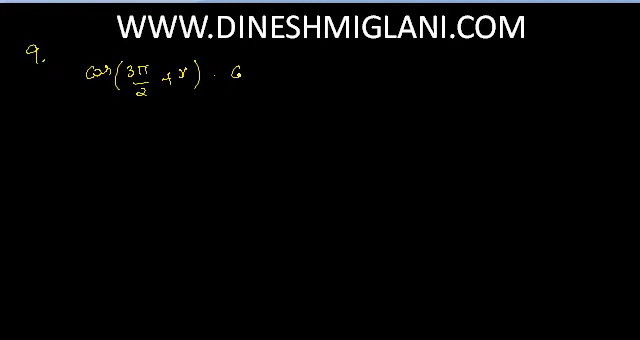 WWW.DINESHMIGLANI.COM
9.
cos(3π/2 + x) . c